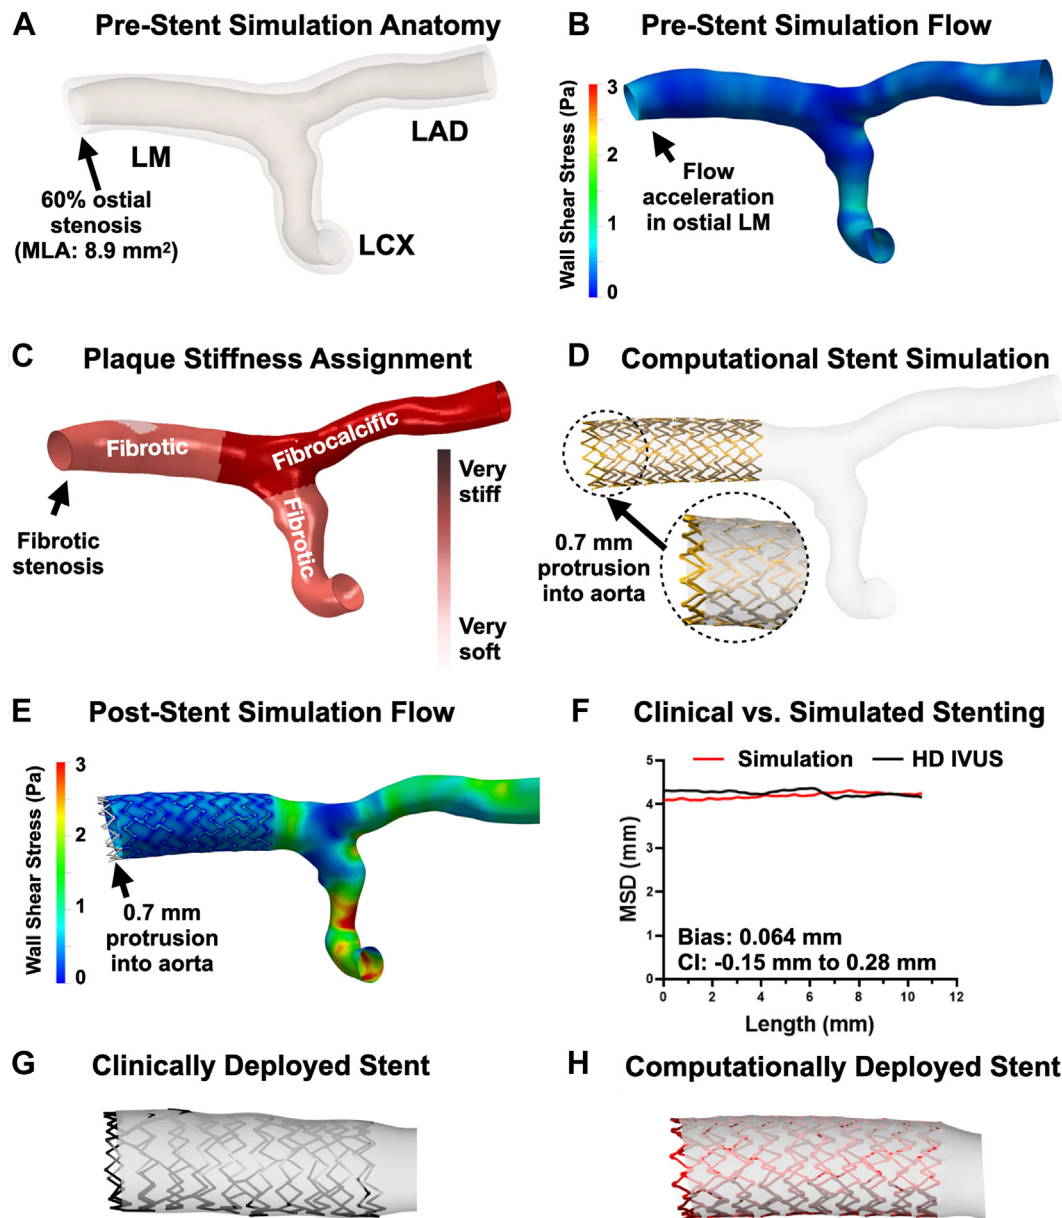 A Pre-Stent Simulation Anatomy
LM
LAD
LCX
60% ostial
stenosis
(MLA: 8.9 mm²)
B Pre-Stent Simulation Flow
Wall Shear Stress (Pa)
3
2
1
0
Flow
acceleration
in ostial LM
C Plaque Stiffness Assignment
Fibrotic
Fibrocalcific
Fibrotic
Fibrotic
stenosis
Very
stiff
Very
soft
D Computational Stent Simulation
0.7 mm
protrusion
into aorta
E Post-Stent Simulation Flow
Wall Shear Stress (Pa)
3
2
1
0
0.7 mm
protrusion
into aorta
F Clinical vs. Simulated Stenting
Simulation HD IVUS
MSD (mm)
5
4
3
2
1
0
Bias: 0.064 mm
CI: -0.15 mm to 0.28 mm
0 2 4 6 8 10 12
Length (mm)
G Clinically Deployed Stent
H Computationally Deployed Stent